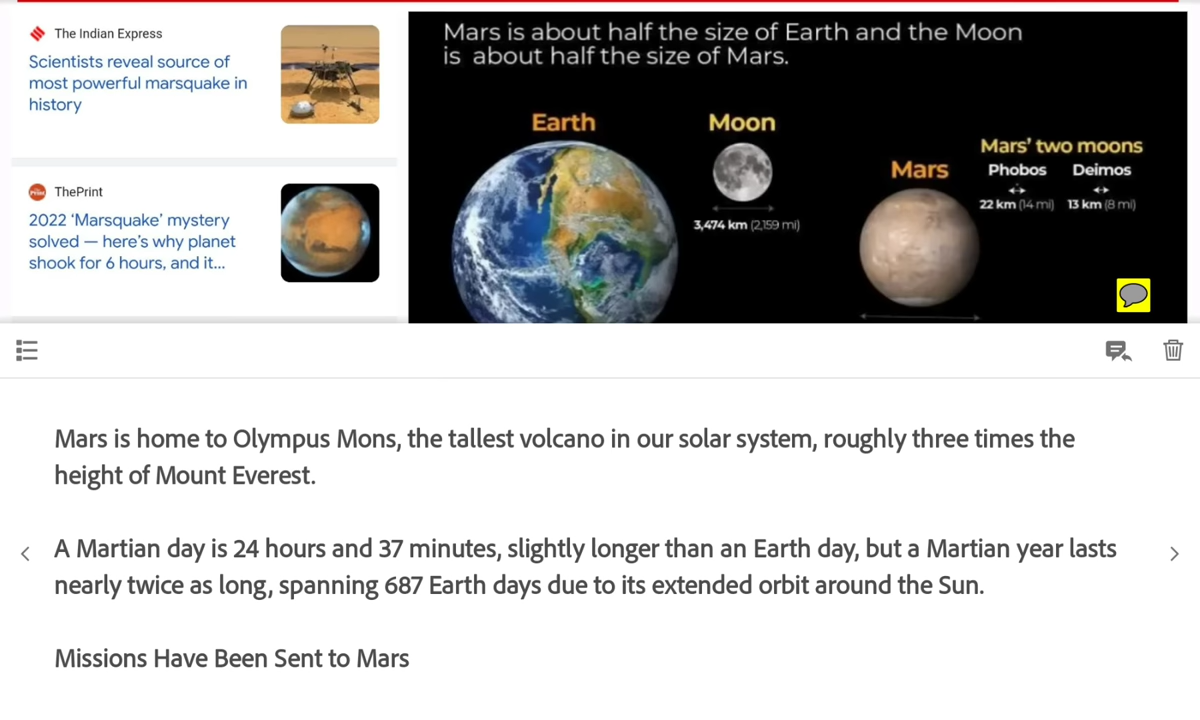 The Indian Express
Scientists reveal source of
most powerful marsquake in
history
ThePrint
2022 ‘Marsquake’ mystery
solved — here’s why planet
shook for 6 hours, and it...
Mars is about half the size of Earth and the Moon
is about half the size of Mars.
Earth
Moon
3,474 km (2,159 mi)
Mars
Mars’ two moons
Phobos
Deimos
22 km (14 mi)
13 km (8 mi)
Mars is home to Olympus Mons, the tallest volcano in our solar system, roughly three times the
height of Mount Everest.
A Martian day is 24 hours and 37 minutes, slightly longer than an Earth day, but a Martian year lasts
nearly twice as long, spanning 687 Earth days due to its extended orbit around the Sun.
Missions Have Been Sent to Mars